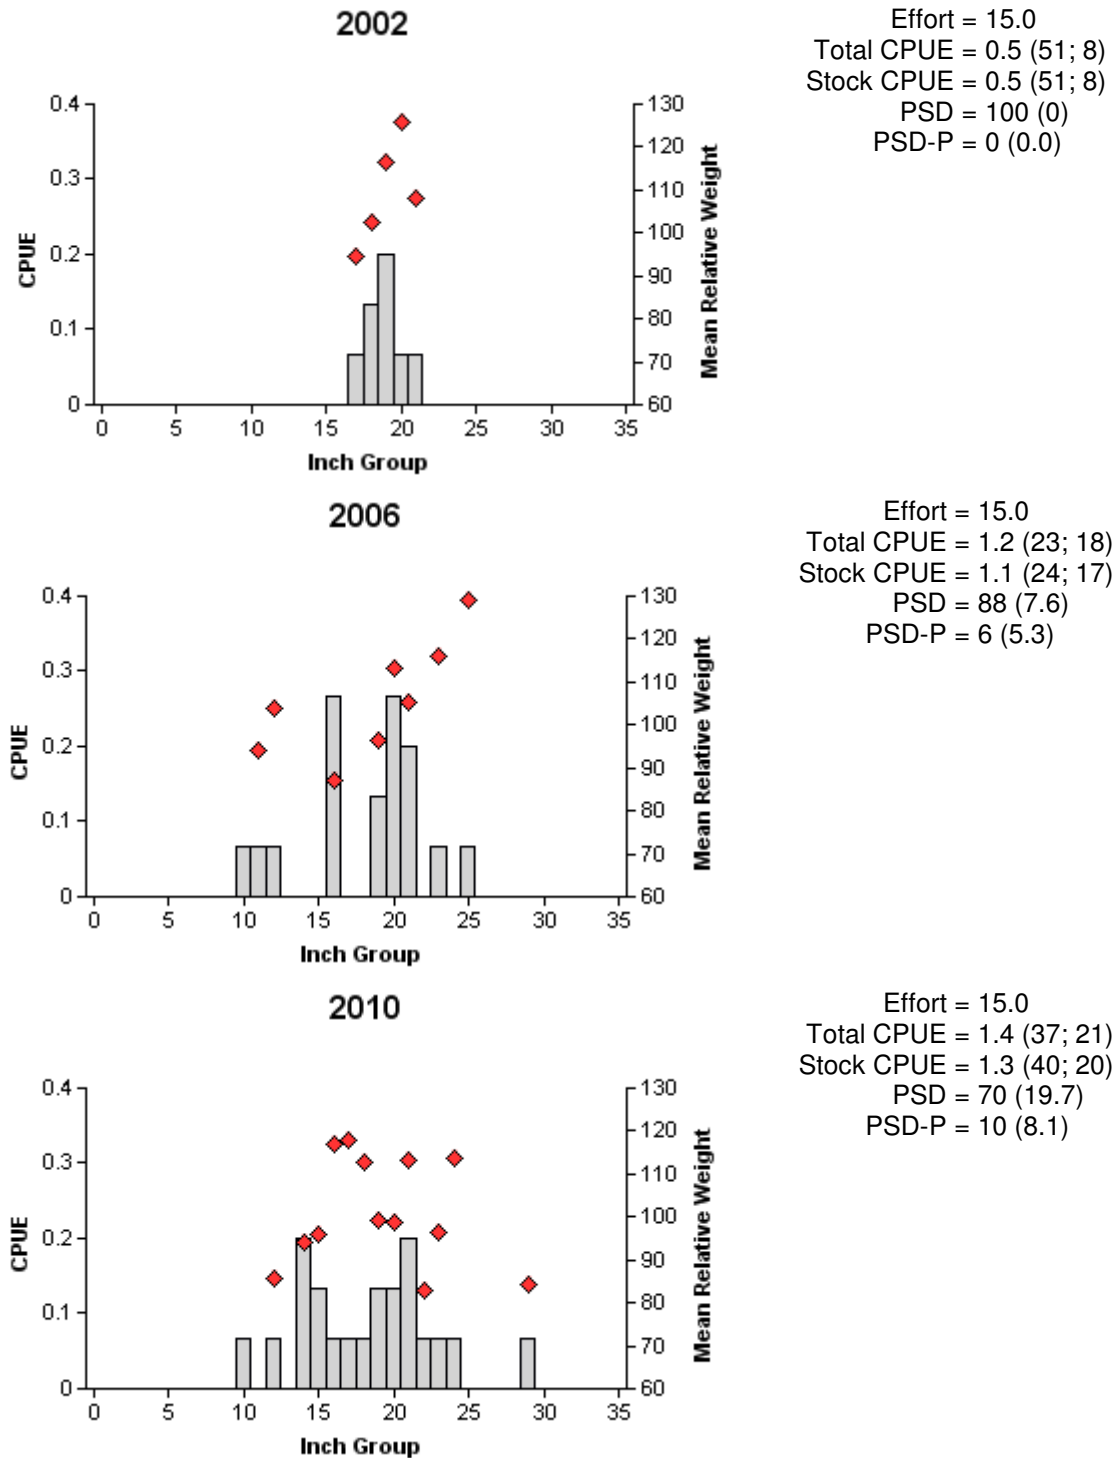 2002
Effort = 15.0
Total CPUE = 0.5 (51; 8)
Stock CPUE = 0.5 (51; 8)
PSD = 100 (0)
PSD-P = 0 (0.0)
0.4
0.3
0.2
0.1
0
CPUE
130
120
110
100
90
80
70
60
Mean Relative Weight
0 5 10 15 20 25 30 35
Inch Group
2006
Effort = 15.0
Total CPUE = 1.2 (23; 18)
Stock CPUE = 1.1 (24; 17)
PSD = 88 (7.6)
PSD-P = 6 (5.3)
0.4
0.3
0.2
0.1
0
CPUE
130
120
110
100
90
80
70
60
Mean Relative Weight
0 5 10 15 20 25 30 35
Inch Group
2010
Effort = 15.0
Total CPUE = 1.4 (37; 21)
Stock CPUE = 1.3 (40; 20)
PSD = 70 (19.7)
PSD-P = 10 (8.1)
0.4
0.3
0.2
0.1
0
CPUE
130
120
110
100
90
80
70
60
Mean Relative Weight
0 5 10 15 20 25 30 35
Inch Group